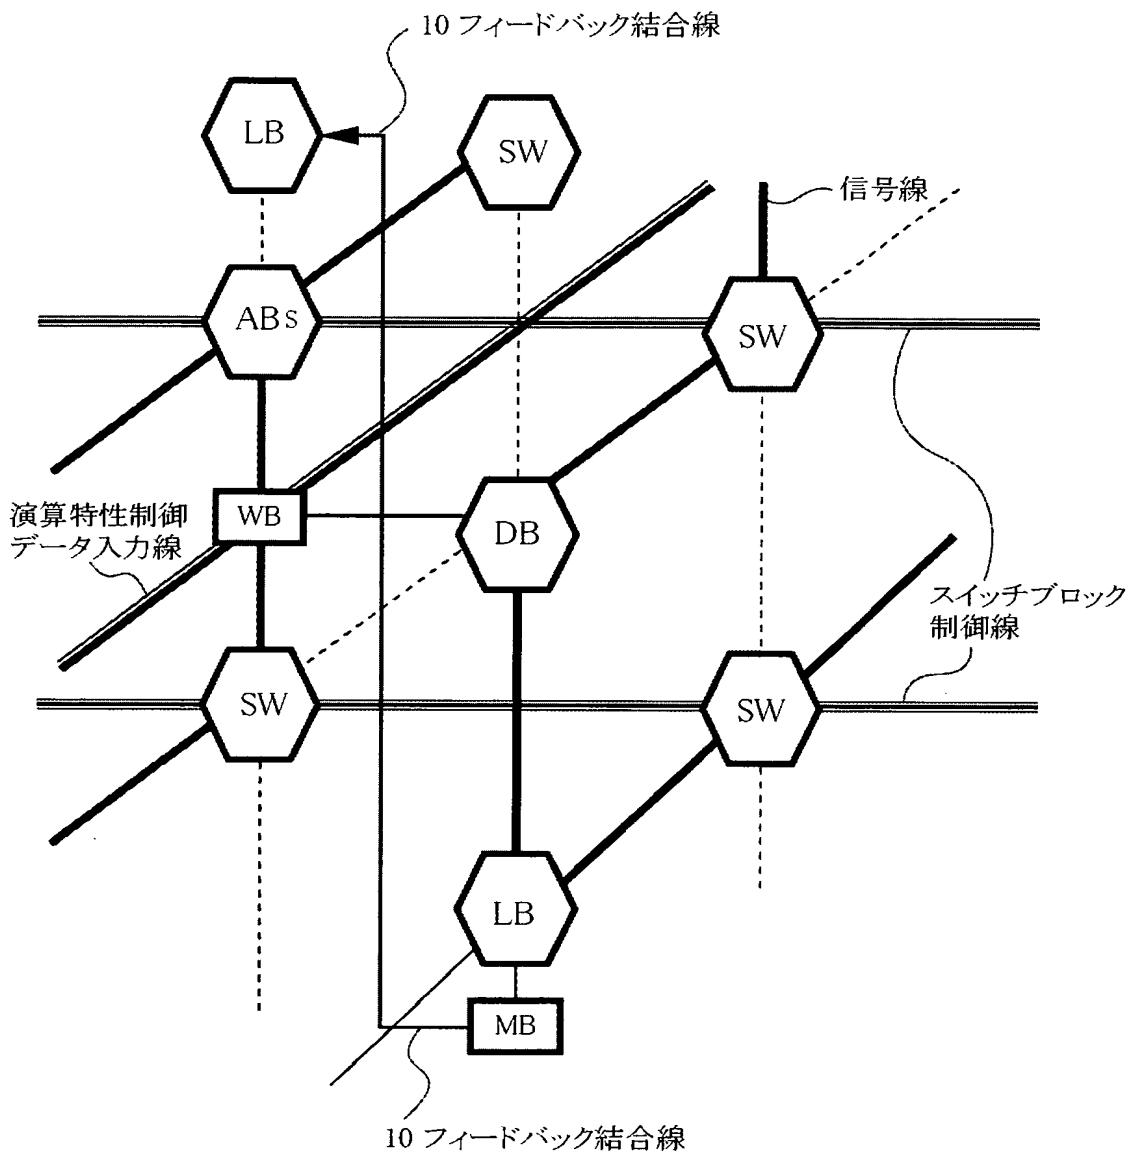 10 フィードバック結合線
LB
SW
信号線
ABs
SW
演算特性制御
データ入力線
WB
DB
スイッチブロック
制御線
SW
SW
LB
MB
10 フィードバック結合線